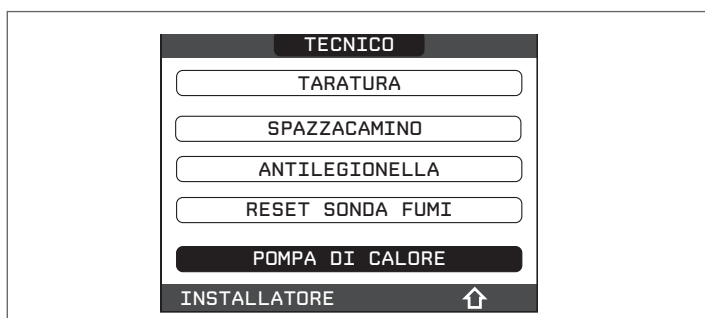 TECNICO
TARATURA
SPAZZACAMINO
ANTILEGIONELLA
RESET SONDA FUMI
POMPA DI CALORE
INSTALLATORE